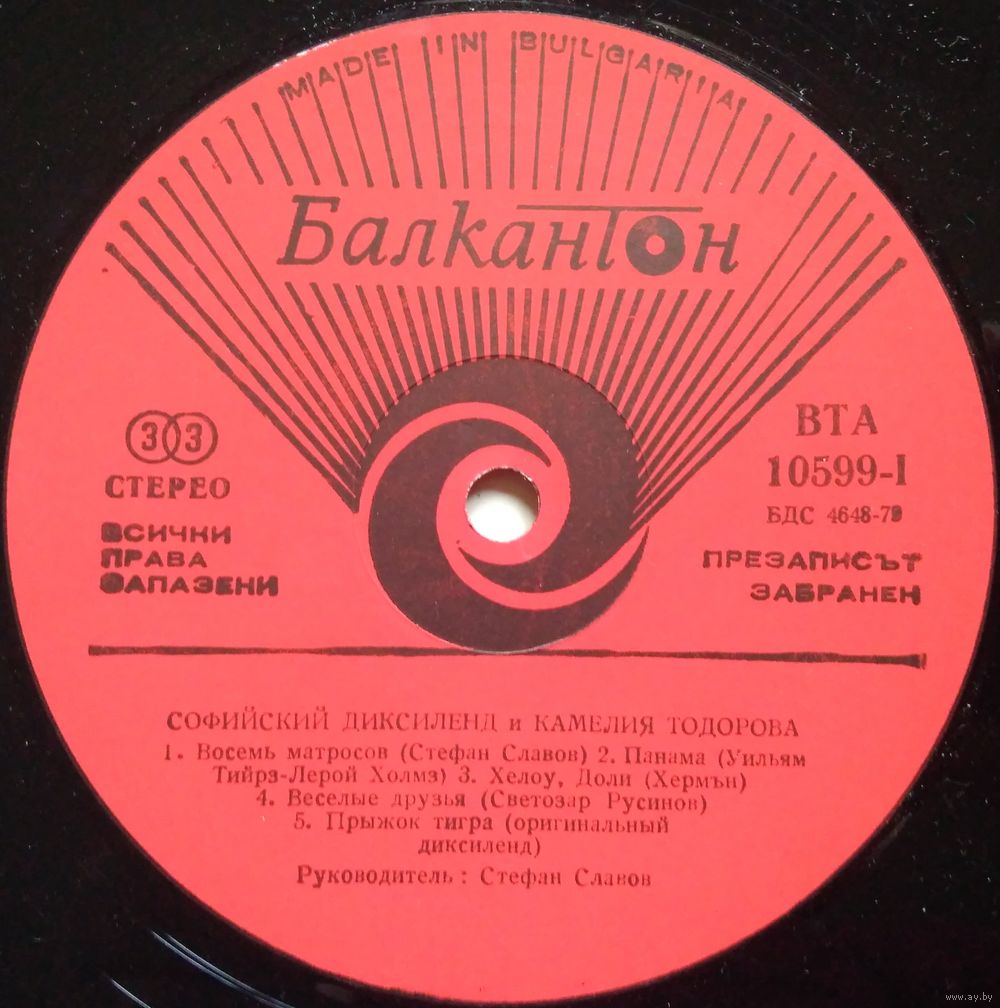 MADE IN BULGARIA
Балкантон
33
СТЕРЕО
ВСИЧКИ
ПРАВА
ЗАПАЗЕНИ
ВТА
10599-I
БДС 4648-79
ПРЕЗАПИСЪТ
ЗАБРАНЕН
СОФИЙСКИЙ ДИКСИЛЕНД и КАМЕЛИЯ ТОДОРОВА
1. Восемь матросов (Стефан Славов) 2. Панама (Уильям
Тийрз-Лерой Холмз) 3. Хелоу, Доли (Хермън)
4. Веселые друзья (Светозар Русинов)
5. Прыжок тигра (оригинальный
диксиленд)
Руководитель: Стефан Славов
www.ay.by